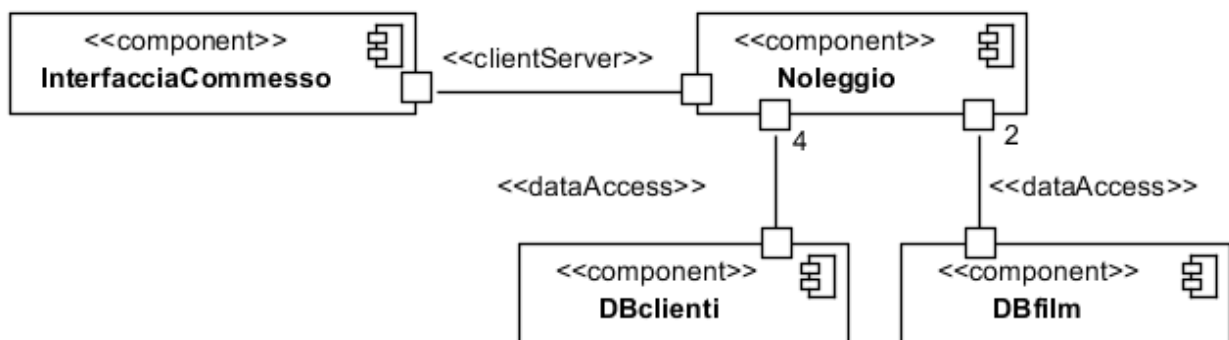 <<component>>
InterfacciaCommesso
<<clientServer>>
<<component>>
Noleggio
4
2
<<dataAccess>>
<<dataAccess>>
<<component>>
DBclienti
<<component>>
DBfilm